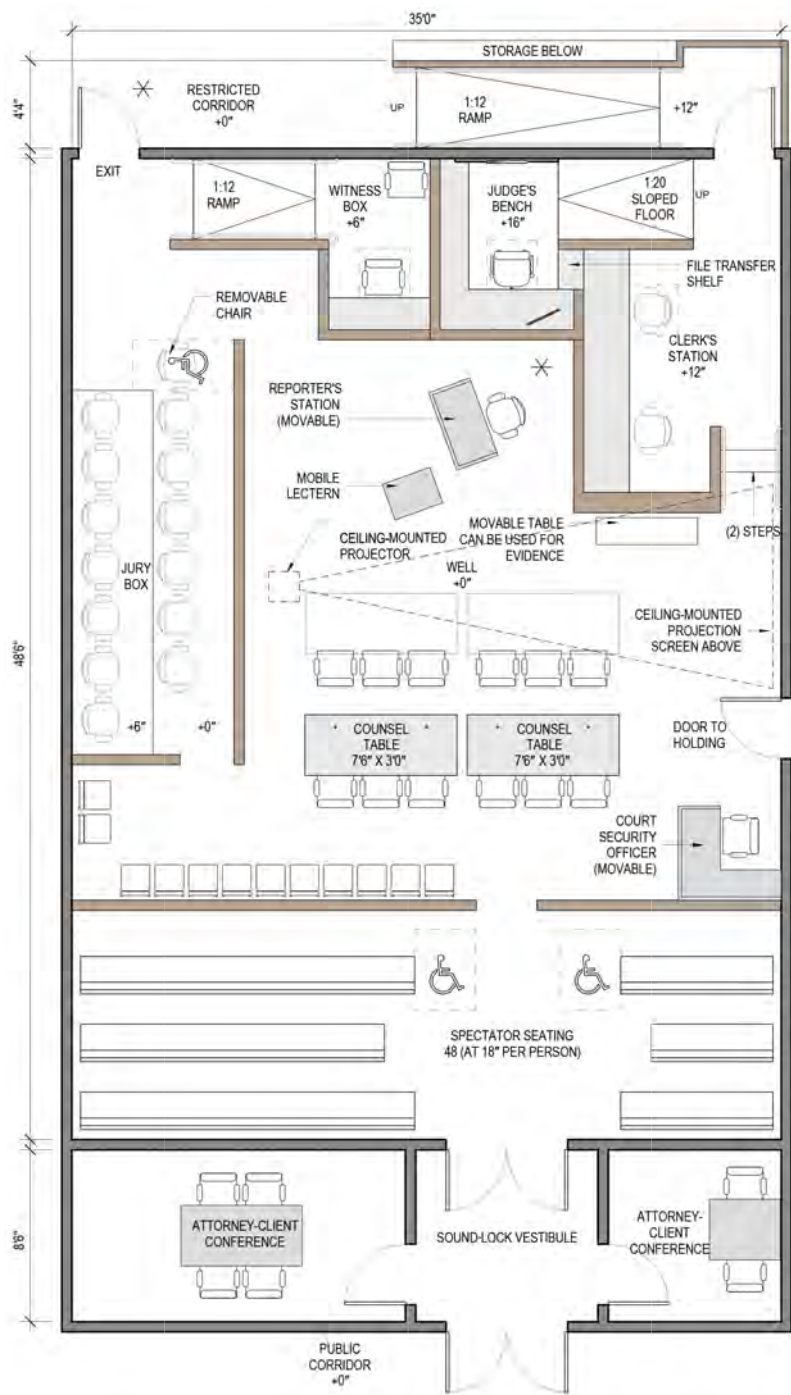 35'0"
STORAGE BELOW
4'4"
RESTRICTED
CORRIDOR
+0"
UP
1:12
RAMP
+12"
EXIT
1:12
RAMP
WITNESS
BOX
+6"
JUDGE'S
BENCH
+16"
1:20
SLOPED
FLOOR
UP
FILE TRANSFER
SHELF
REMOVABLE
CHAIR
CLERK'S
STATION
+12"
REPORTER'S
STATION
(MOVABLE)
MOBILE
LECTERN
CEILING-MOUNTED
PROJECTOR
MOVABLE TABLE
CAN BE USED FOR
EVIDENCE
(2) STEPS
WELL
+0"
JURY
BOX
CEILING-MOUNTED
PROJECTION
SCREEN ABOVE
48'6"
+6"
+0"
COUNSEL
TABLE
7'6" X 3'0"
COUNSEL
TABLE
7'6" X 3'0"
DOOR TO
HOLDING
COURT
SECURITY
OFFICER
(MOVABLE)
SPECTATOR SEATING
48 (AT 18" PER PERSON)
8'6"
ATTORNEY-CLIENT
CONFERENCE
SOUND-LOCK VESTIBULE
ATTORNEY-
CLIENT
CONFERENCE
PUBLIC
CORRIDOR
+0"